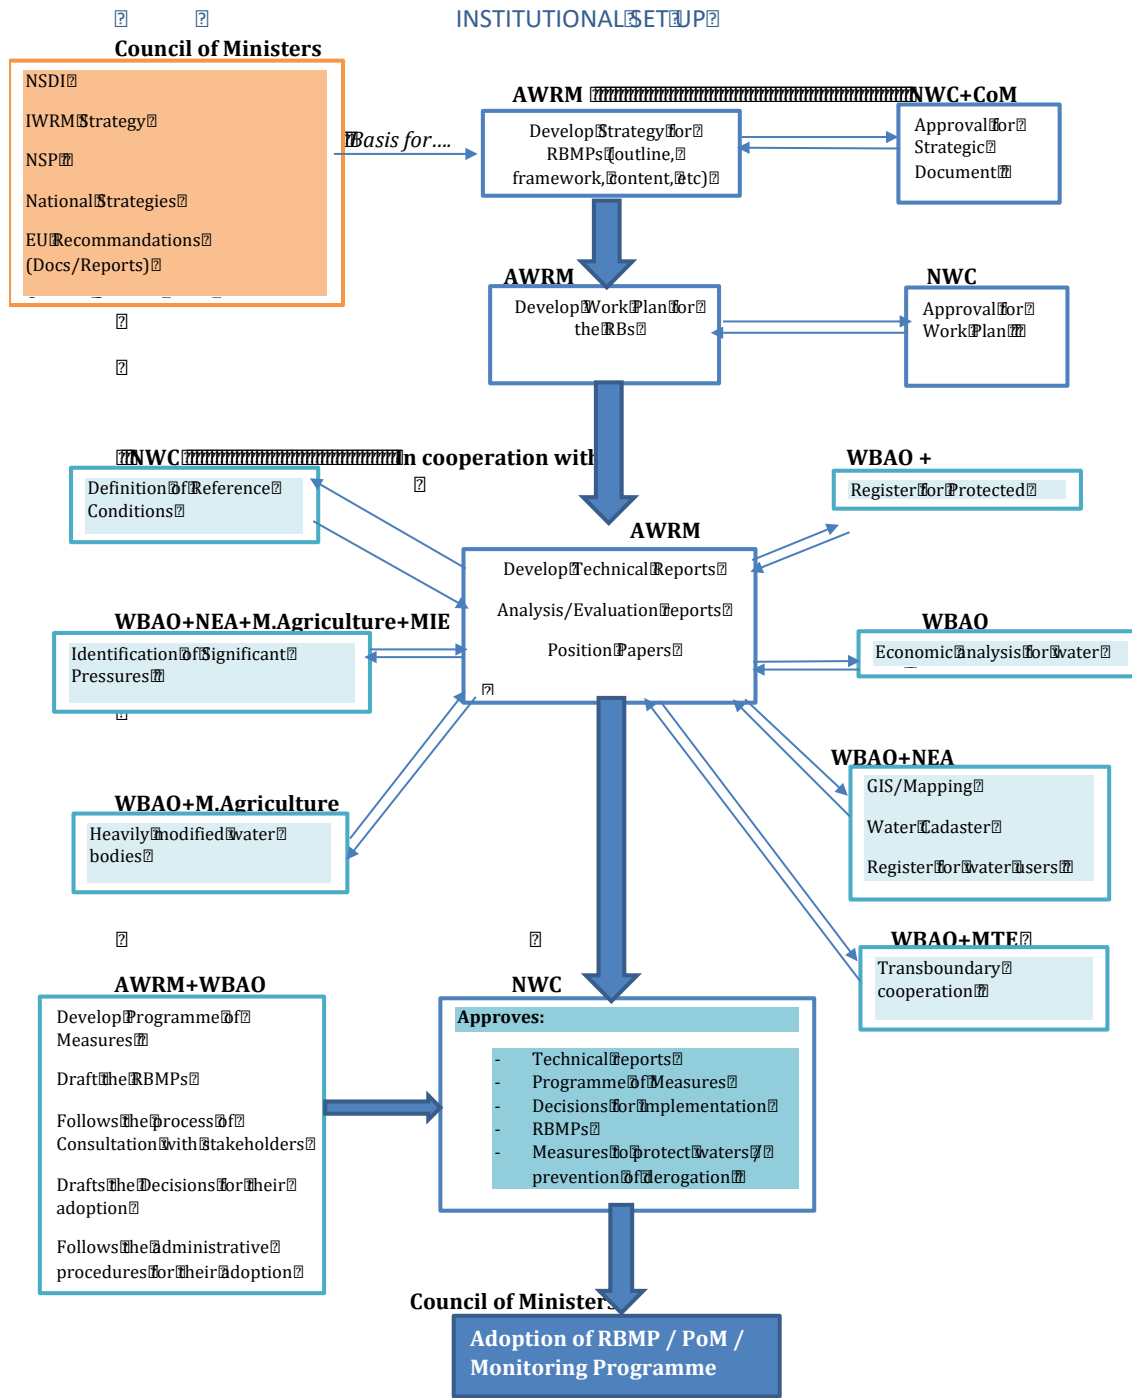 INSTITUTIONAL SET UP
Council of Ministers
NSDI
IWRM Strategy
NSP
National Strategies
EU Recommandations
(Docs/Reports)
Basis for....
AWRM
NWC+CoM
Develop Strategy for
RBMPs (outline,
framework, content, etc)
Approval for
Strategic
Document
AWRM
NWC
Develop Work Plan for
the RBs
Approval for
Work Plan
NWC
In cooperation with
WBAO +
Definition of Reference
Conditions
Register for Protected
AWRM
Develop Technical Reports
Analysis/Evaluation reports
Position Papers
WBAO+NEA+M.Agriculture+MIE
Identification of Significant
Pressures
WBAO
Economic analysis for water
WBAO+NEA
GIS/Mapping
Water Cadaster
Register for water users
WBAO+M.Agriculture
Heavily modified water
bodies
WBAO+MTE
Transboundary
cooperation
AWRM+WBAO
Develop Programme of
Measures
Draft the RBMPs
Follows the process of
Consultation with stakeholders
Drafts the Decisions for their
adoption
Follows the administrative
procedures for their adoption
NWC
Approves:
- Technical reports
- Programme of Measures
- Decisions for implementation
- RBMPs
- Measures to protect waters /
prevention of derogation
Council of Ministers
Adoption of RBMP / PoM /
Monitoring Programme